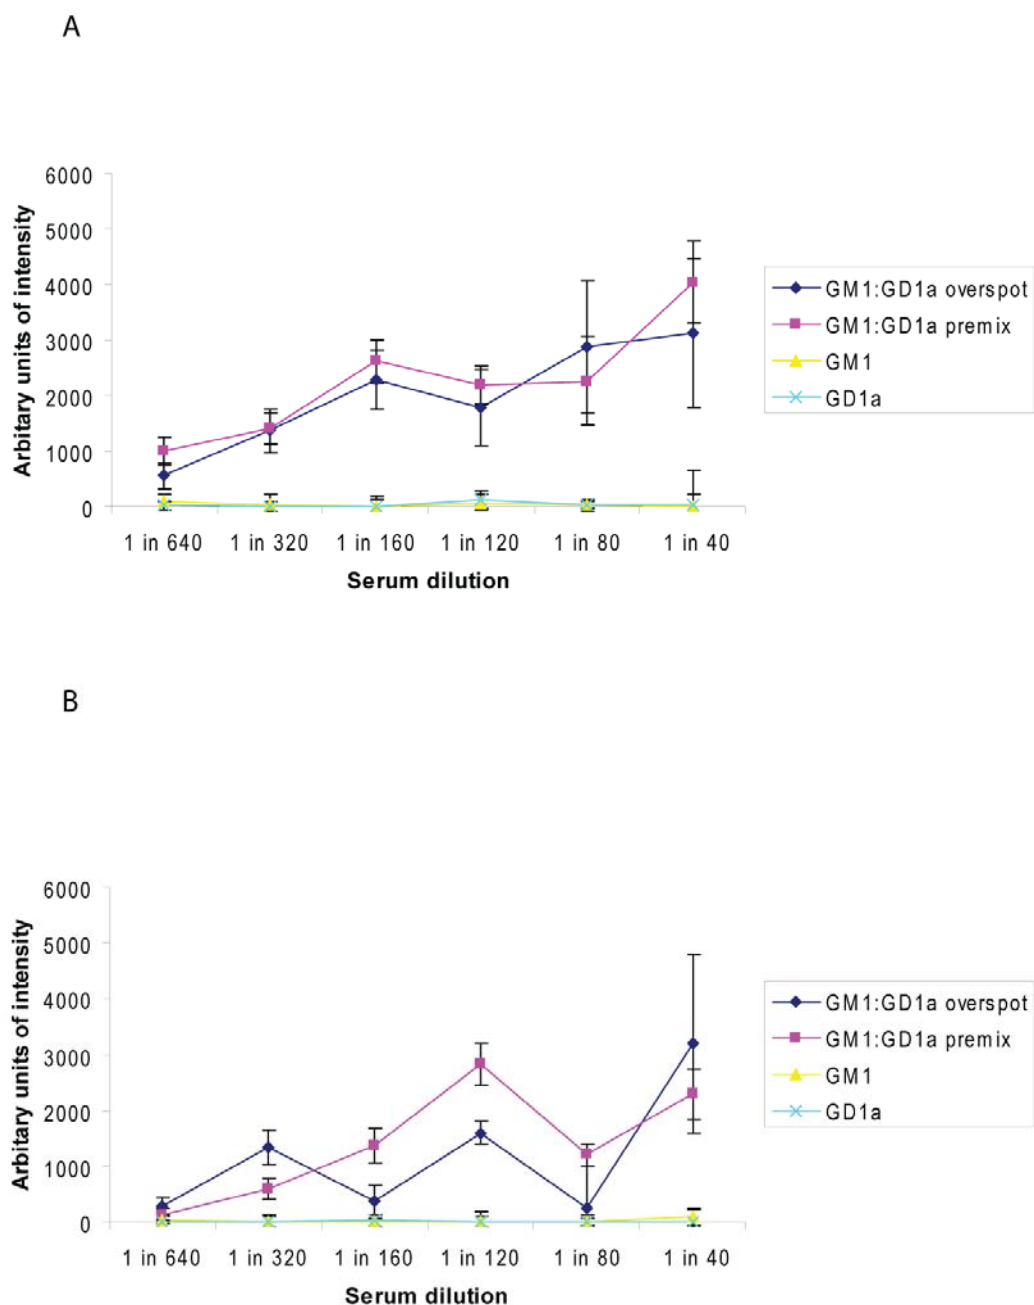 A
6000
5000
4000
3000
2000
1000
0
Arbitary units of intensity
1 in 640 1 in 320 1 in 160 1 in 120 1 in 80 1 in 40
Serum dilution
GM1:GD1a overspot
GM1:GD1a premix
GM1
GD1a
B
6000
5000
4000
3000
2000
1000
0
Arbitary units of intensity
1 in 640 1 in 320 1 in 160 1 in 120 1 in 80 1 in 40
Serum dilution
GM1:GD1a overspot
GM1:GD1a premix
GM1
GD1a